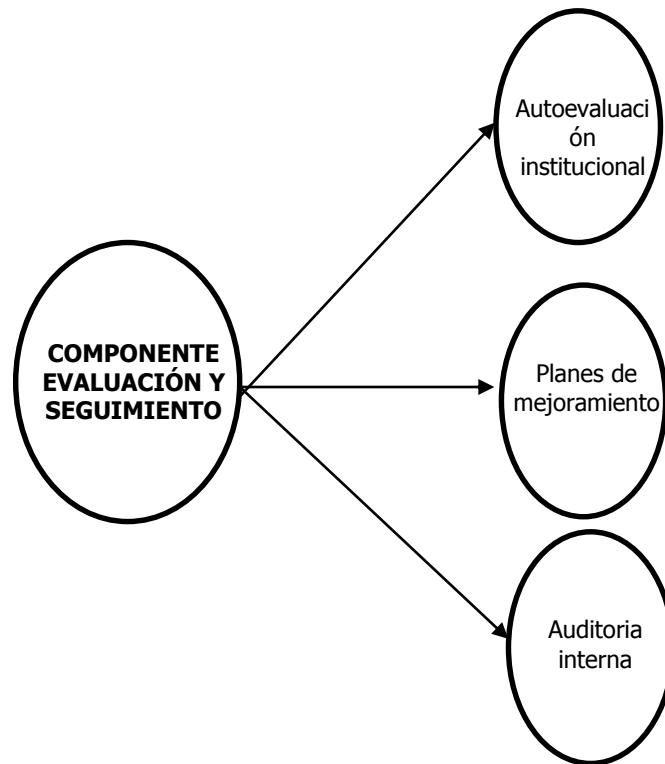 Autoevaluaci
ón
institucional
COMPONENTE
EVALUACIÓN Y
SEGUIMIENTO
Planes de
mejoramiento
Auditoria
interna